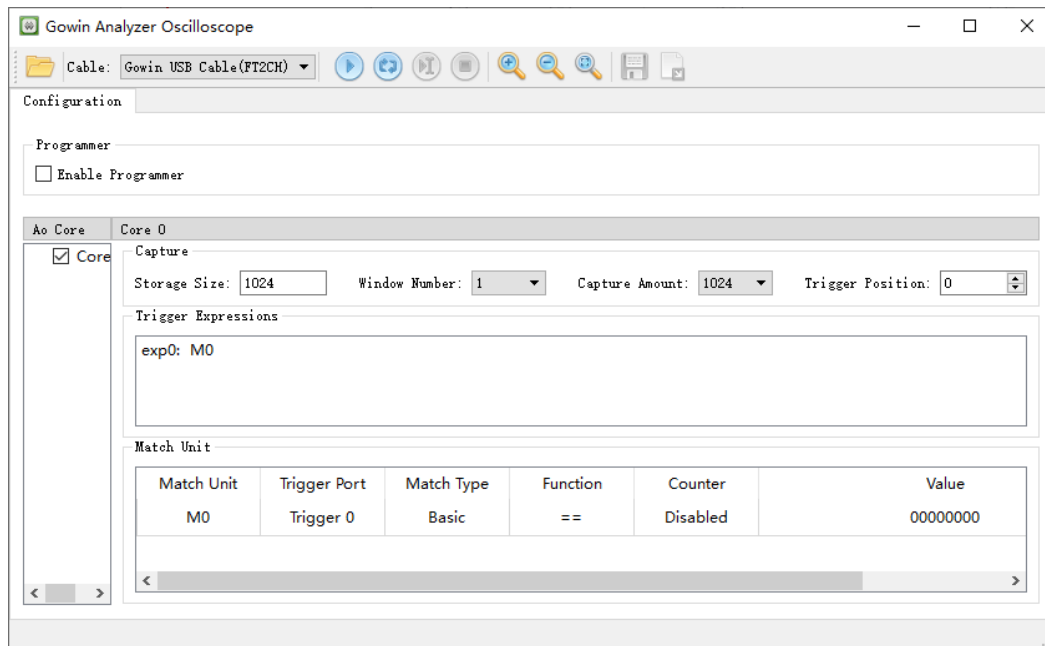 Gowin Analyzer Oscilloscope
Cable: Gowin USB Cable(FT2CH)
Configuration
Programmer
Enable Programmer
Ao Core Core 0
Core
Capture
Storage Size: 1024 Window Number: 1 Capture Amount: 1024 Trigger Position: 0
Trigger Expressions
exp0: M0
Match Unit
Match Unit Trigger Port Match Type Function Counter Value
M0 Trigger 0 Basic == Disabled 00000000